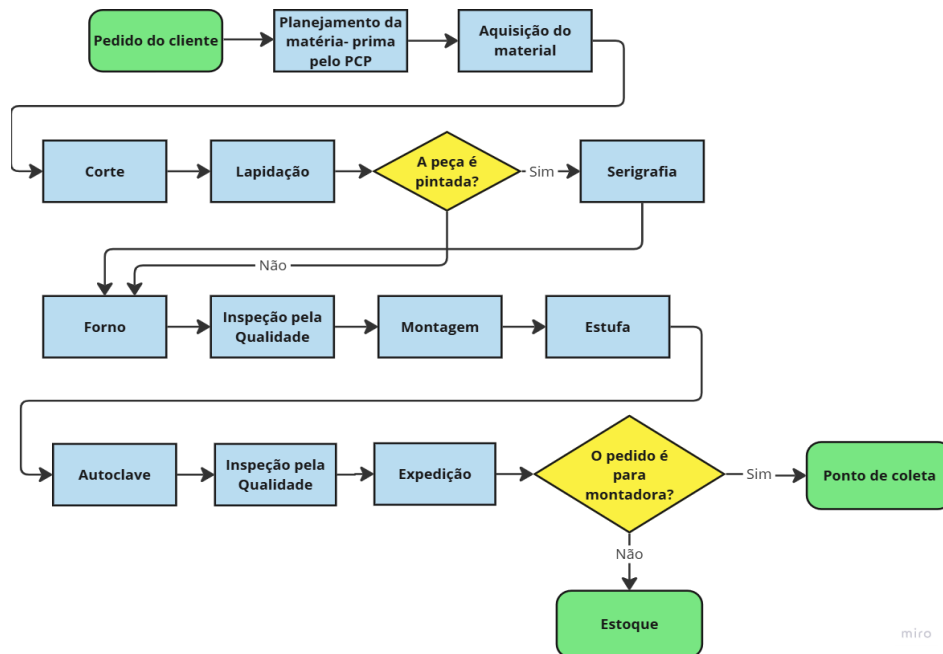 Pedido do cliente
Planejamento da
matéria- prima
pelo PCP
Aquisição do
material
Corte
Lapidação
A peça é
pintada?
Sim
Serigrafia
Não
Forno
Inspeção pela
Qualidade
Montagem
Estufa
Autoclave
Inspeção pela
Qualidade
Expedição
O pedido é
para
montadora?
Sim
Ponto de coleta
Não
Estoque
miro